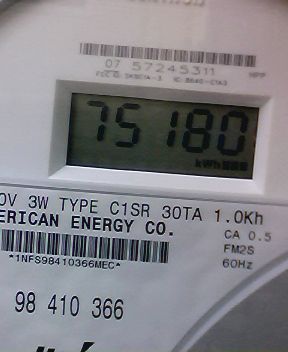 07 57245311
75180
kWh
0V 3W TYPE C1SR 30TA 1.0Kh
ERICAN ENERGY CO.
CA 0.5
FM2S
60Hz
*1NFS98410366MEC*
98 410 366